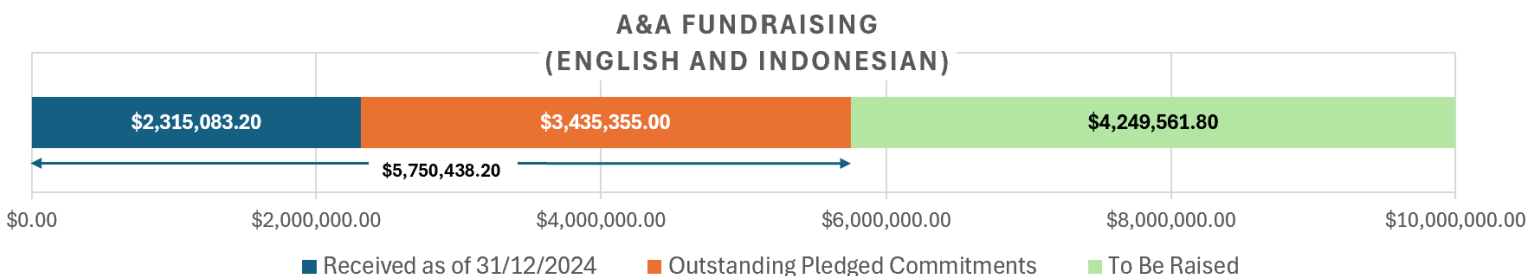 A&A FUNDRAISING
(ENGLISH AND INDONESIAN)
$2,315,083.20 $3,435,355.00 $4,249,561.80
$5,750,438.20
$0.00 $2,000,000.00 $4,000,000.00 $6,000,000.00 $8,000,000.00 $10,000,000.00
Received as of 31/12/2024 Outstanding Pledged Commitments To Be Raised